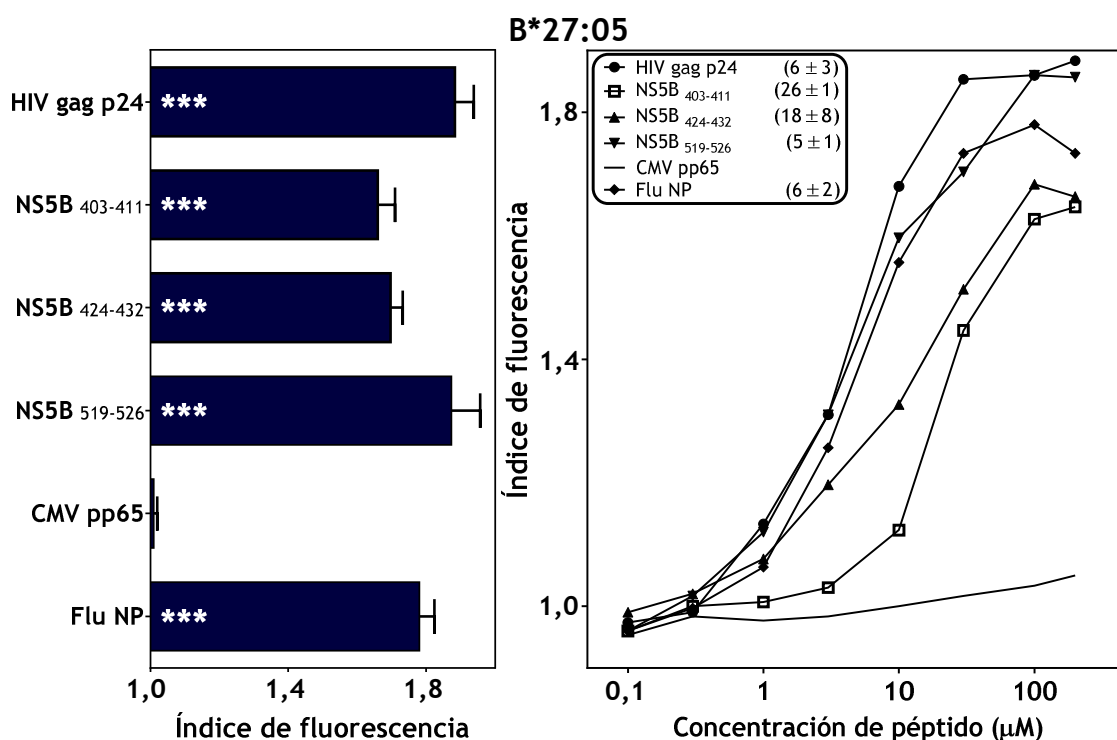 B*27:05
HIV gag p24
***
NS5B 403-411
***
NS5B 424-432
***
NS5B 519-526
***
CMV pp65
Flu NP
***
1,0 1,4 1,8
Índice de fluorescencia
Índice de fluorescencia
1,8
1,4
1,0
HIV gag p24 (6 ± 3)
NS5B 403-411 (26 ± 1)
NS5B 424-432 (18 ± 8)
NS5B 519-526 (5 ± 1)
CMV pp65
Flu NP (6 ± 2)
0,1 1 10 100
Concentración de péptido (μM)